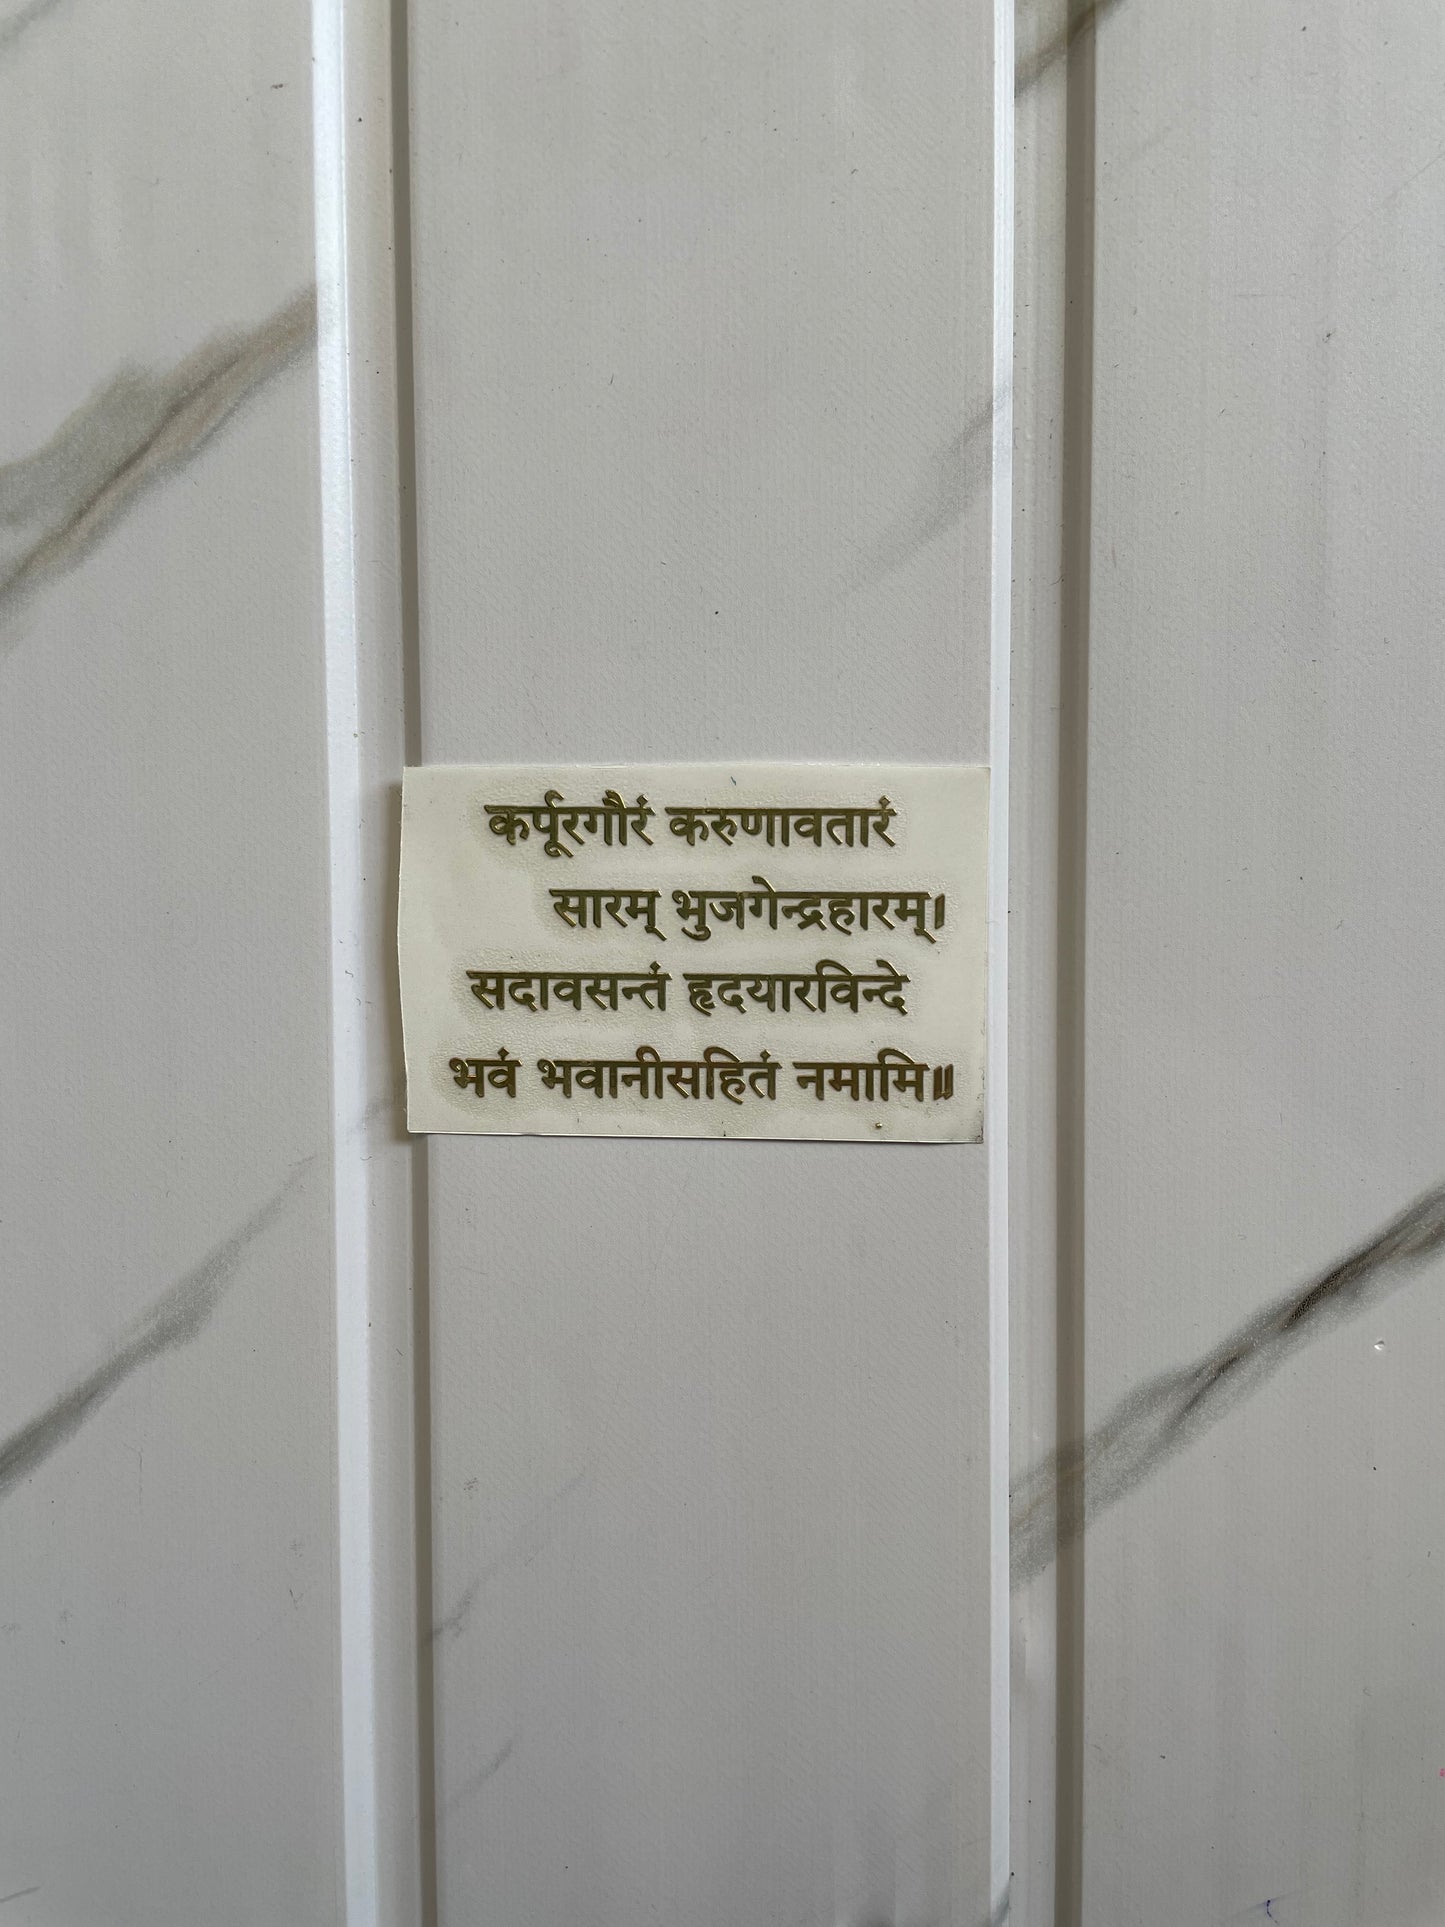 कर्पूरगौरं करुणावतारं
सारम् भुजगेन्द्रहारम्।
सदावसन्तं हृदयारविन्दे
भवं भवानीसहितं नमामि॥